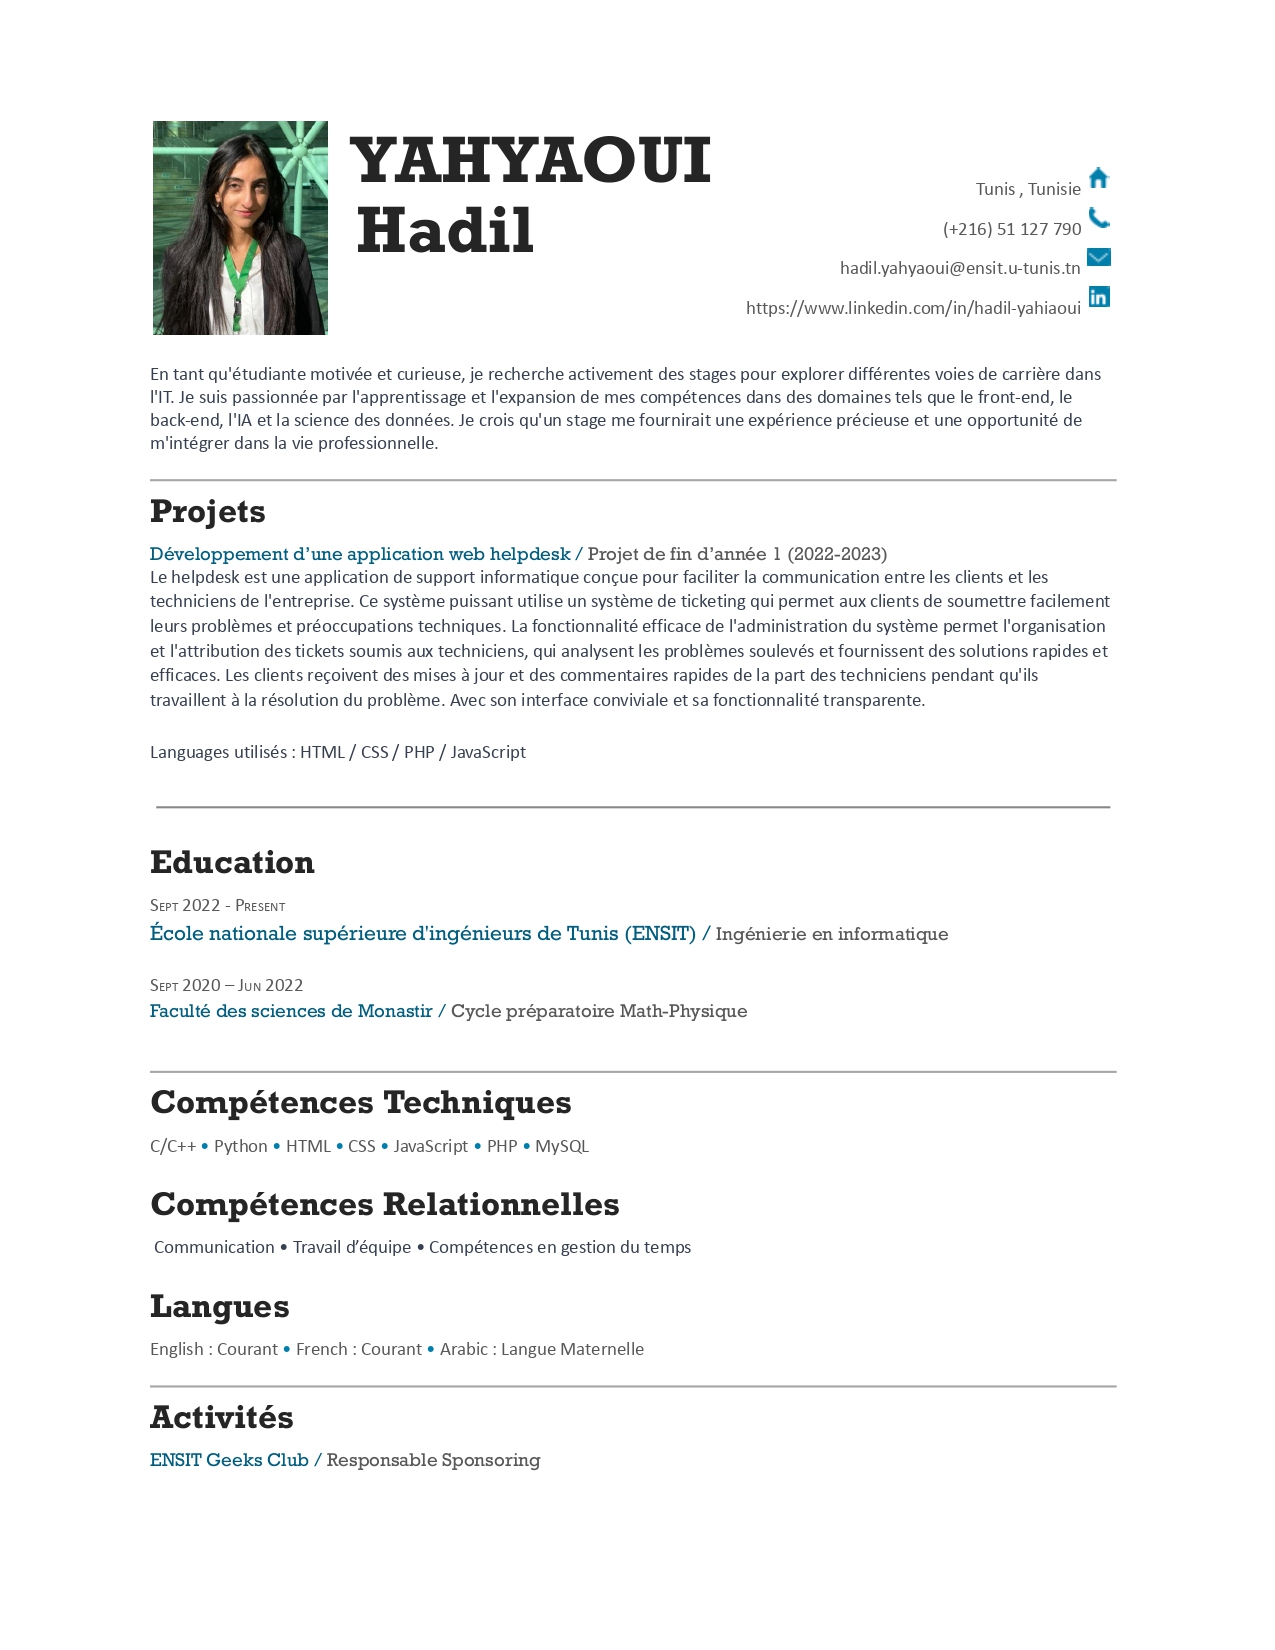 YAHYAOUI
Hadil
Tunis , Tunisie
(+216) 51 127 790
hadil.yahyaoui@ensit.u-tunis.tn
https://www.linkedin.com/in/hadil-yahiaoui
En tant qu'étudiante motivée et curieuse, je recherche activement des stages pour explorer différentes voies de carrière dans
l'IT. Je suis passionnée par l'apprentissage et l'expansion de mes compétences dans des domaines tels que le front-end, le
back-end, l'IA et la science des données. Je crois qu'un stage me fournirait une expérience précieuse et une opportunité de
m'intégrer dans la vie professionnelle.
Projets
Développement d’une application web helpdesk / Projet de fin d’année 1 (2022-2023)
Le helpdesk est une application de support informatique conçue pour faciliter la communication entre les clients et les
techniciens de l'entreprise. Ce système puissant utilise un système de ticketing qui permet aux clients de soumettre facilement
leurs problèmes et préoccupations techniques. La fonctionnalité efficace de l'administration du système permet l'organisation
et l'attribution des tickets soumis aux techniciens, qui analysent les problèmes soulevés et fournissent des solutions rapides et
efficaces. Les clients reçoivent des mises à jour et des commentaires rapides de la part des techniciens pendant qu'ils
travaillent à la résolution du problème. Avec son interface conviviale et sa fonctionnalité transparente.
Languages utilisés : HTML / CSS / PHP / JavaScript
Education
Sept 2022 - Present
École nationale supérieure d'ingénieurs de Tunis (ENSIT) / Ingénierie en informatique
Sept 2020 – Jun 2022
Faculté des sciences de Monastir / Cycle préparatoire Math-Physique
Compétences Techniques
C/C++ • Python • HTML • CSS • JavaScript • PHP • MySQL
Compétences Relationnelles
Communication • Travail d’équipe • Compétences en gestion du temps
Langues
English : Courant • French : Courant • Arabic : Langue Maternelle
Activités
ENSIT Geeks Club / Responsable Sponsoring